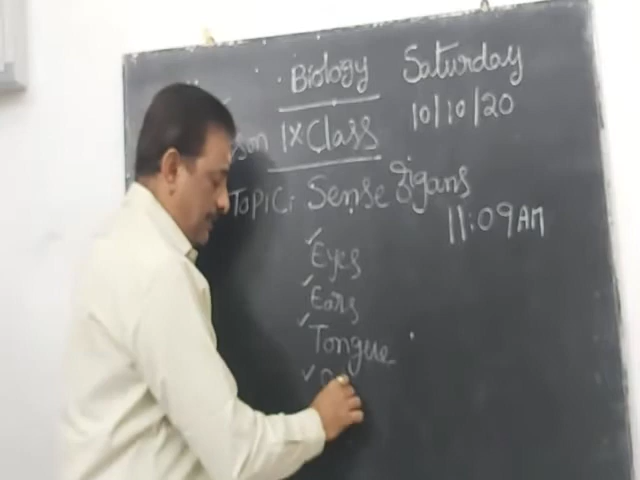 Biology Saturday
10/10/20
IX Class
TOPIC: Sense Organs
11:09 AM
✓ Eyes
✓ Ears
✓ Tongue
✓